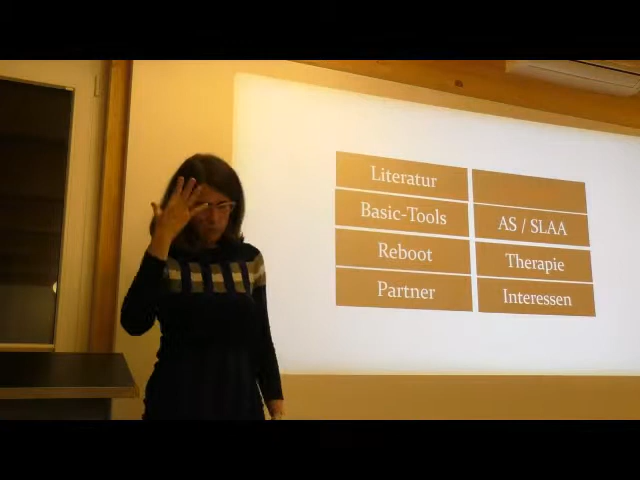 Literatur
Basic-Tools
AS / SLAA
Reboot
Therapie
Partner
Interessen